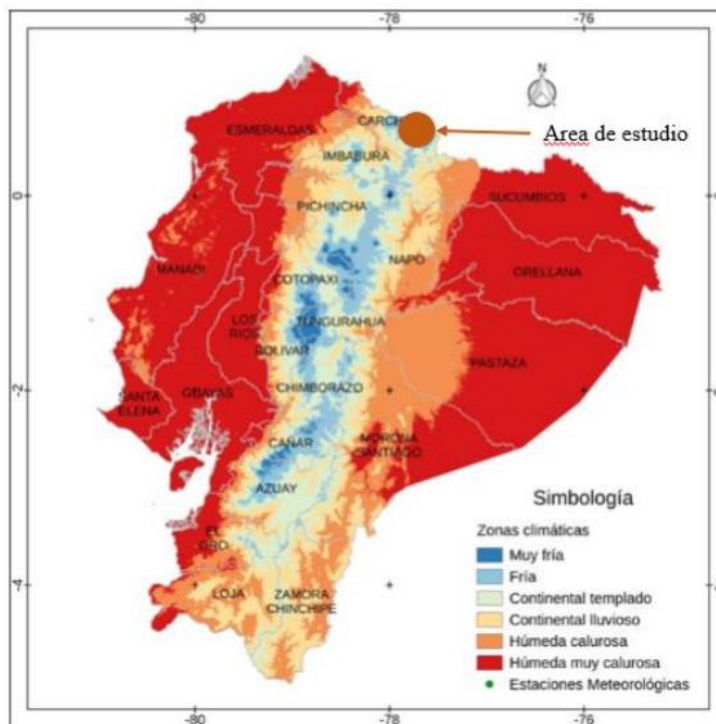 -80
-78
-76
N
CARCH
Area de estudio
ESMERALDAS
IMBABURA
0
SUCUMBIOS
PICHINCHA
NAPO
MANABI
COTOPAXI
ORELLANA
LOS
RIOS
TUNGURAHUA
BOLIVAR
PASTAZA
SANTA
ELENA
GUAYAS
CHIMBORAZO
-2
CAÑAR
MORONA
SANTIAGO
AZUAY
Simbología
EL
ORO
Zonas climáticas
Muy fría
-4
Fría
LOJA
ZAMORA
CHINCHIPE
Continental templado
Continental lluvioso
Húmeda calurosa
Húmeda muy calurosa
Estaciones Meteorológicas
-80
-78
-76